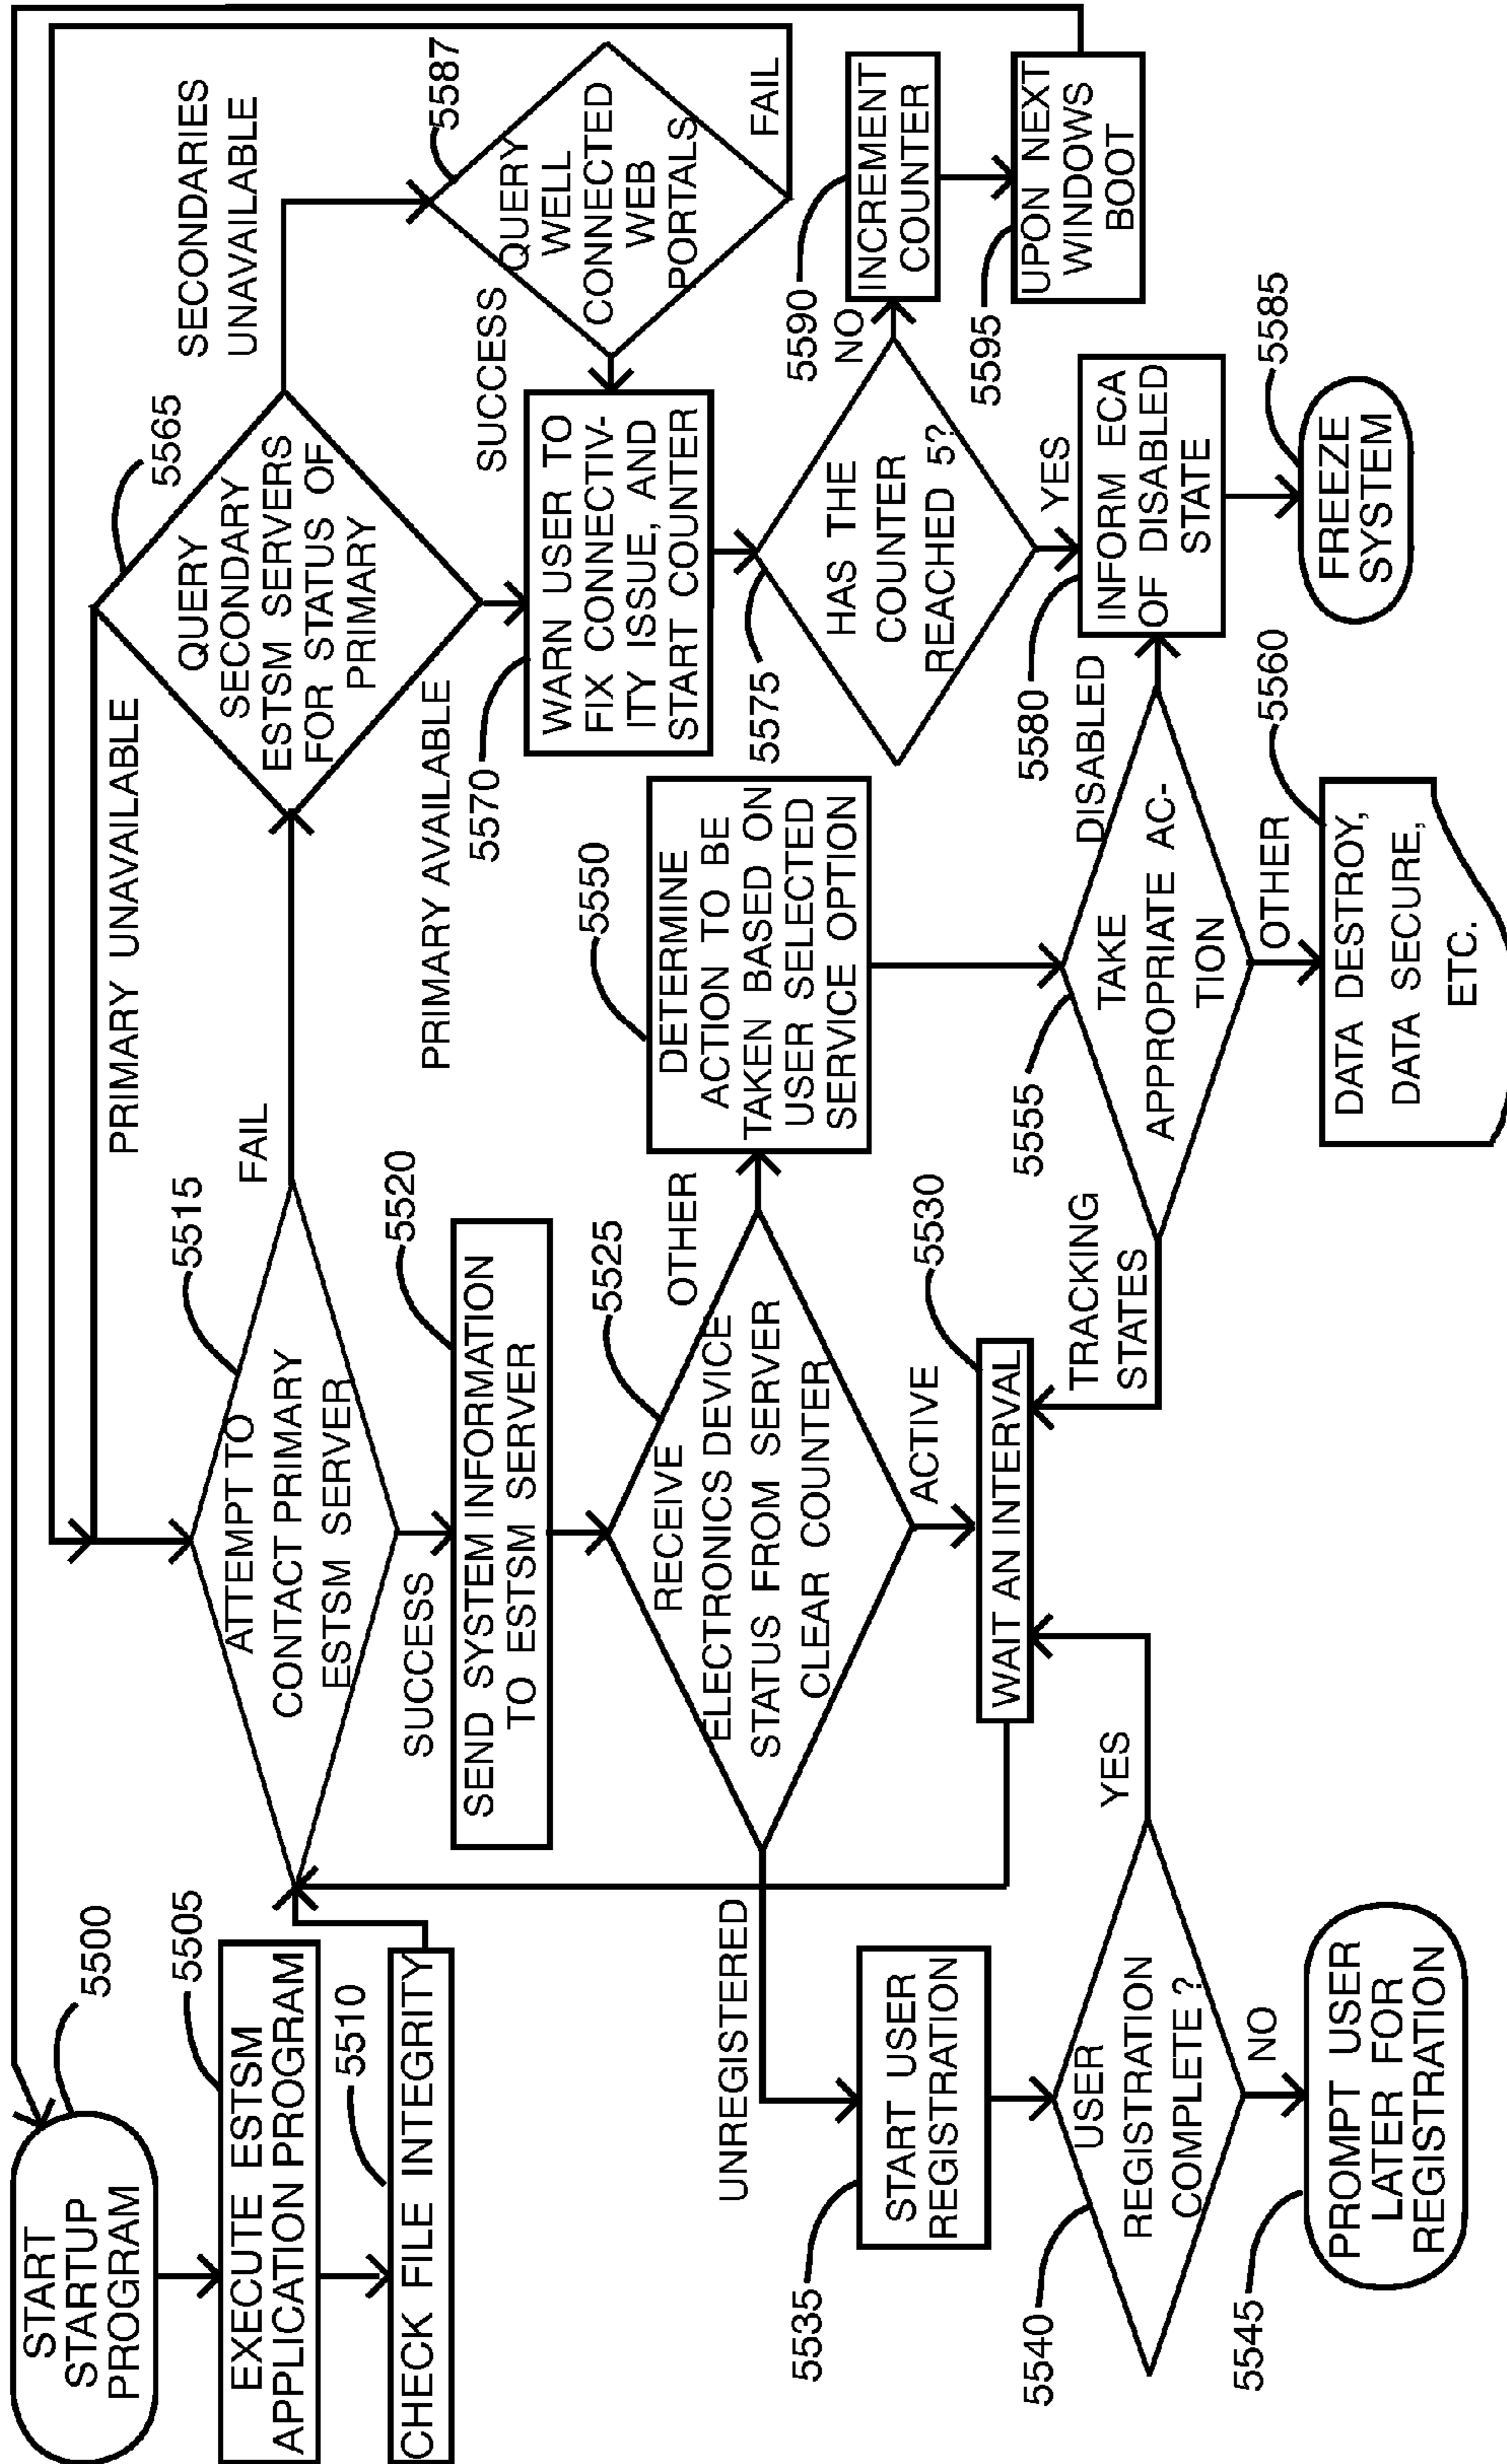 START
STARTUP
PROGRAM
5500
EXECUTE ESTSM
APPLICATION PROGRAM
5505
CHECK FILE INTEGRITY
5510
ATTEMPT TO
CONTACT PRIMARY
ESTSM SERVER
5515
FAIL
SUCCESS
PRIMARY UNAVAILABLE
QUERY
SECONDARY
ESTSM SERVERS
FOR STATUS OF
PRIMARY
5565
SECONDARIES
UNAVAILABLE
PRIMARY AVAILABLE
QUERY
WELL
CONNECTED
WEB
PORTALS
5587
FAIL
SUCCESS
SEND SYSTEM INFORMATION
TO ESTSM SERVER
5520
RECEIVE
ELECTRONICS DEVICE
STATUS FROM SERVER
CLEAR COUNTER
5525
OTHER
ACTIVE
UNREGISTERED
WAIT AN INTERVAL
5530
START USER
REGISTRATION
5535
USER
REGISTRATION
COMPLETE ?
5540
YES
NO
PROMPT USER
LATER FOR
REGISTRATION
5545
DETERMINE
ACTION TO BE
TAKEN BASED ON
USER SELECTED
SERVICE OPTION
5550
TAKE
APPROPRIATE AC-
TION
5555
TRACKING
STATES
DISABLED
OTHER
DATA DESTROY,
DATA SECURE,
ETC.
5560
WARN USER TO
FIX CONNECTIV-
ITY ISSUE, AND
START COUNTER
5570
HAS THE
COUNTER
REACHED 5?
5575
NO
YES
INCREMENT
COUNTER
5590
UPON NEXT
WINDOWS
BOOT
5595
INFORM ECA
OF DISABLED
STATE
5580
FREEZE
SYSTEM
5585